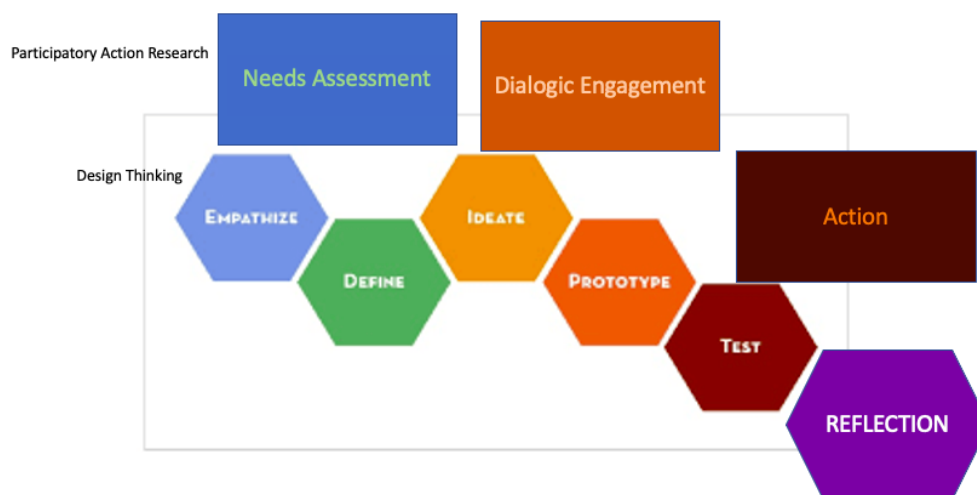 Participatory Action Research
Needs Assessment
Dialogic Engagement
Design Thinking
EMPATHIZE
IDEATE
Action
DEFINE
PROTOTYPE
TEST
REFLECTION